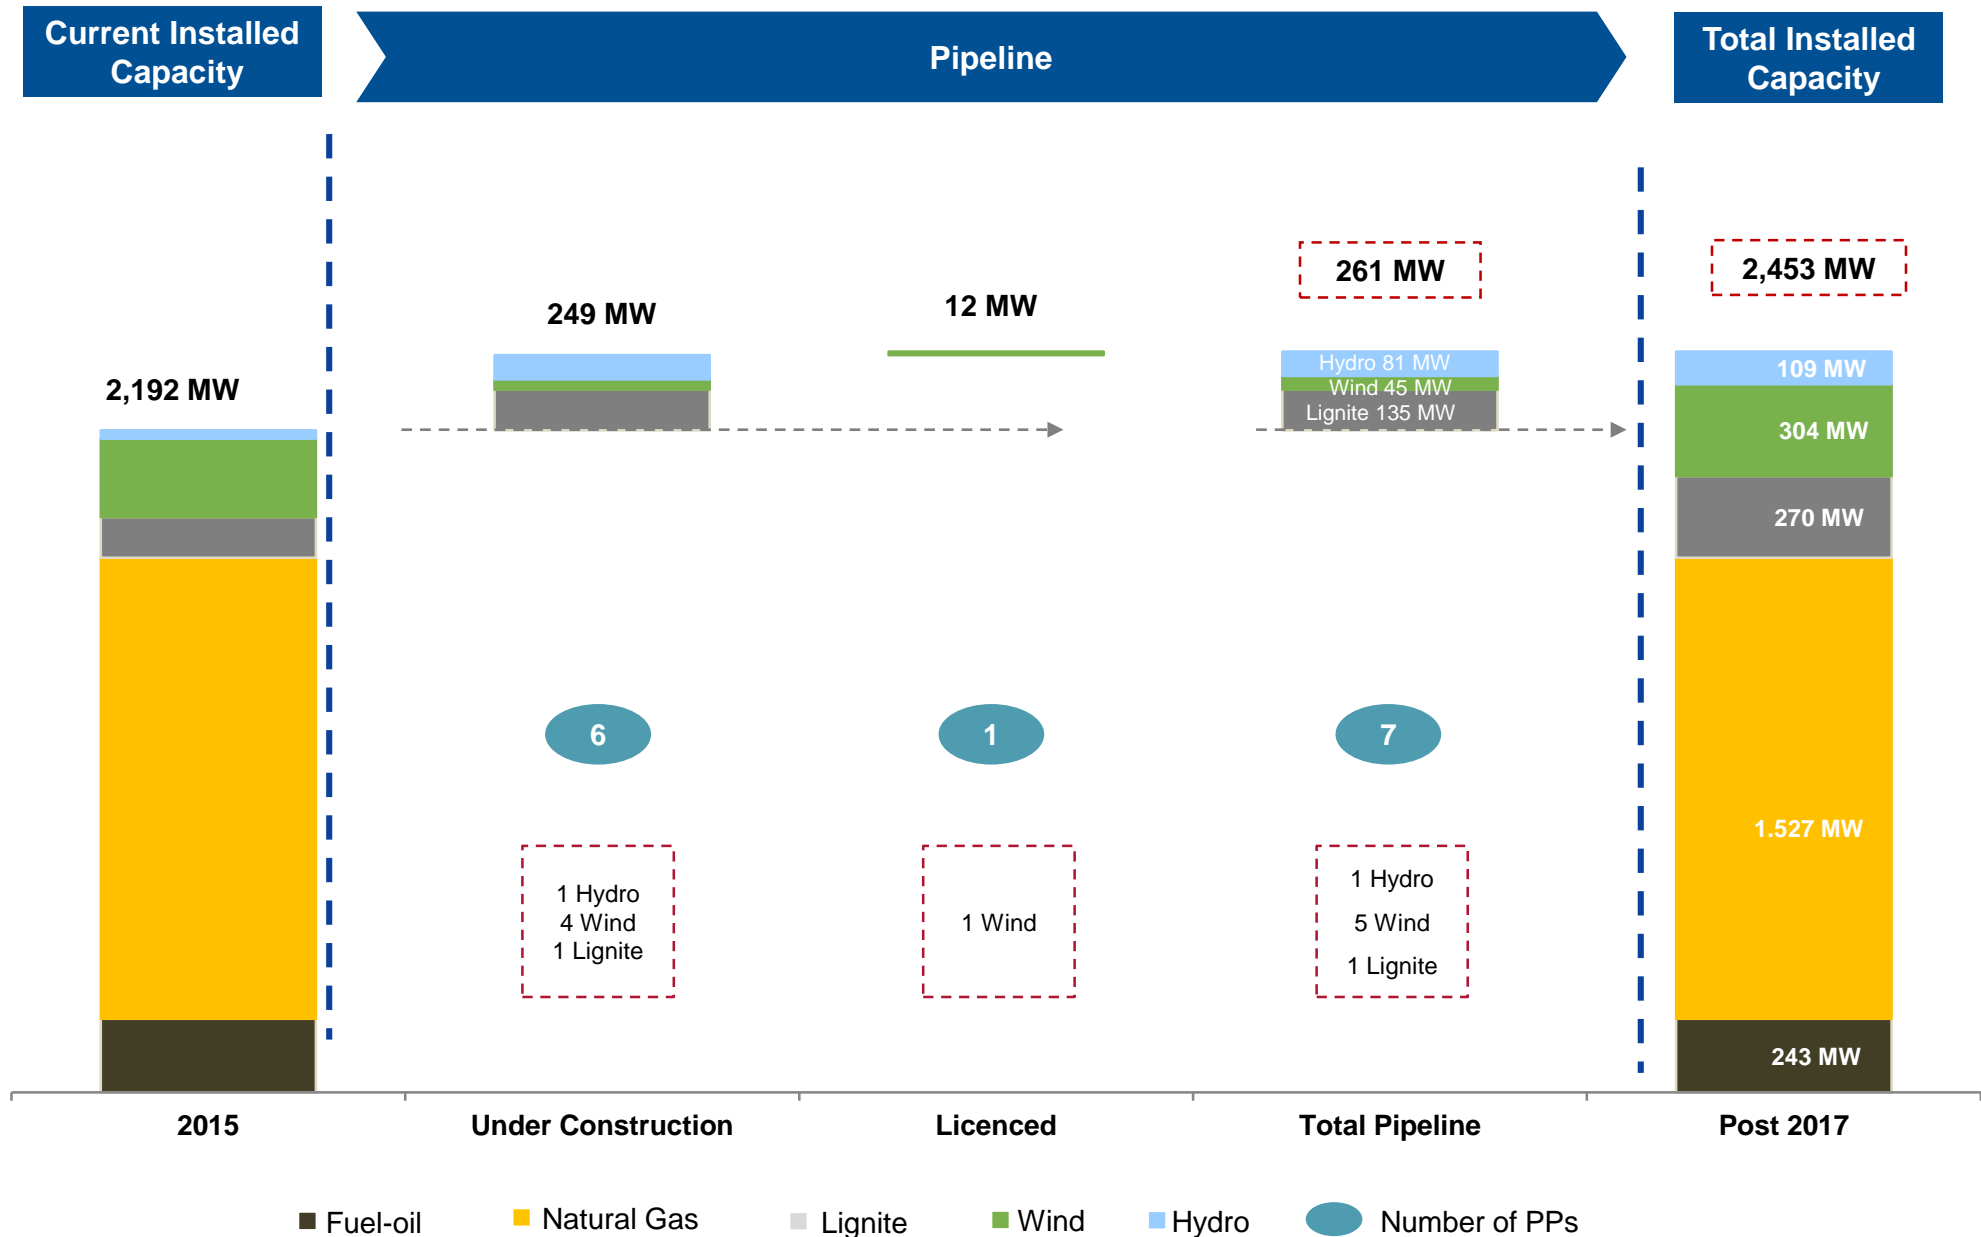 Current Installed
Capacity
Pipeline
Total Installed
Capacity
2,192 MW
249 MW
12 MW
261 MW
2,453 MW
Hydro 81 MW
Wind 45 MW
Lignite 135 MW
109 MW
304 MW
270 MW
1.527 MW
243 MW
6
1
7
1 Hydro
4 Wind
1 Lignite
1 Wind
1 Hydro
5 Wind
1 Lignite
2015
Under Construction
Licenced
Total Pipeline
Post 2017
Fuel-oil
Natural Gas
Lignite
Wind
Hydro
Number of PPs